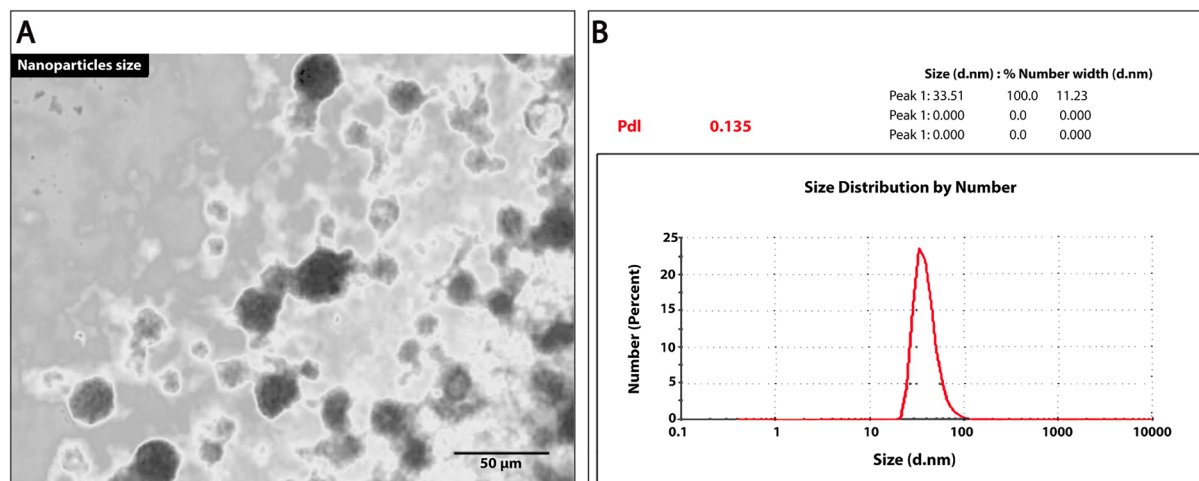 A
Nanoparticles size
50 µm
B
Size (d.nm) : % Number width (d.nm)
Peak 1: 33.51 100.0 11.23
Peak 1: 0.000 0.0 0.000
Peak 1: 0.000 0.0 0.000
Pdl 0.135
Size Distribution by Number
Number (Percent)
25
20
15
10
5
0
0.1 1 10 100 1000 10000
Size (d.nm)